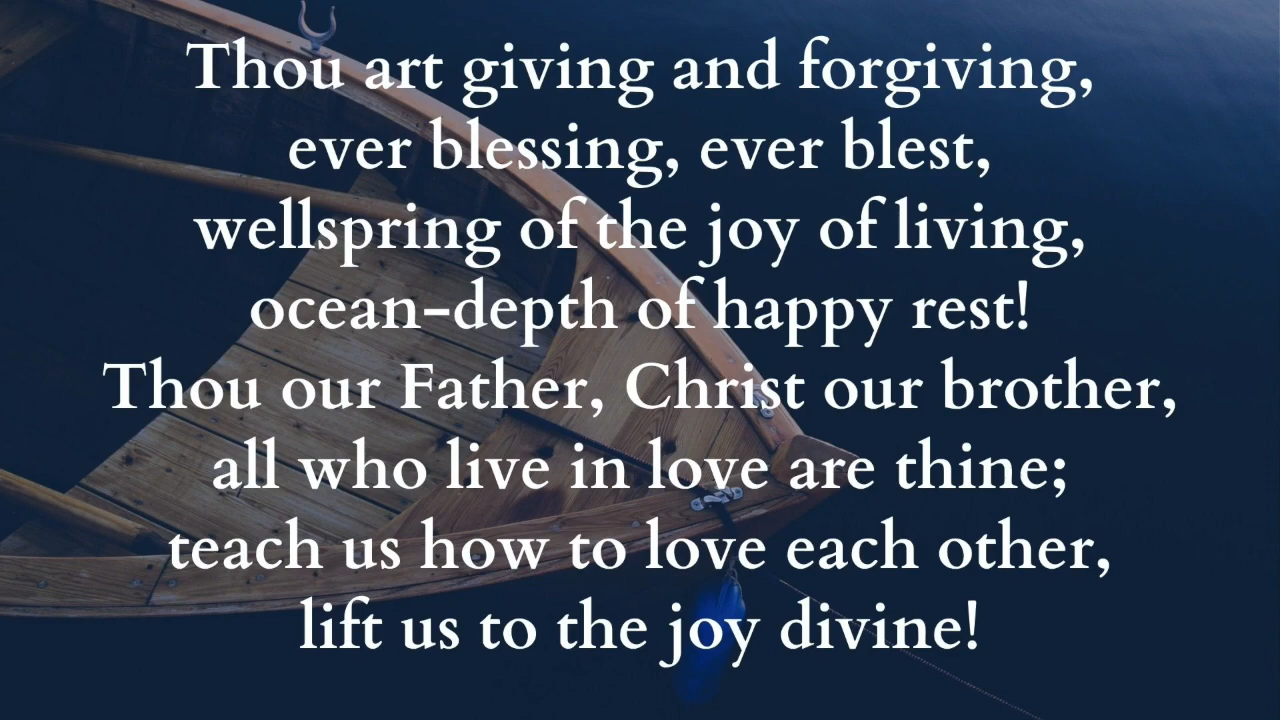 Thou art giving and forgiving,
ever blessing, ever blest,
wellspring of the joy of living,
ocean-depth of happy rest!
Thou our Father, Christ our brother,
all who live in love are thine;
teach us how to love each other,
lift us to the joy divine!